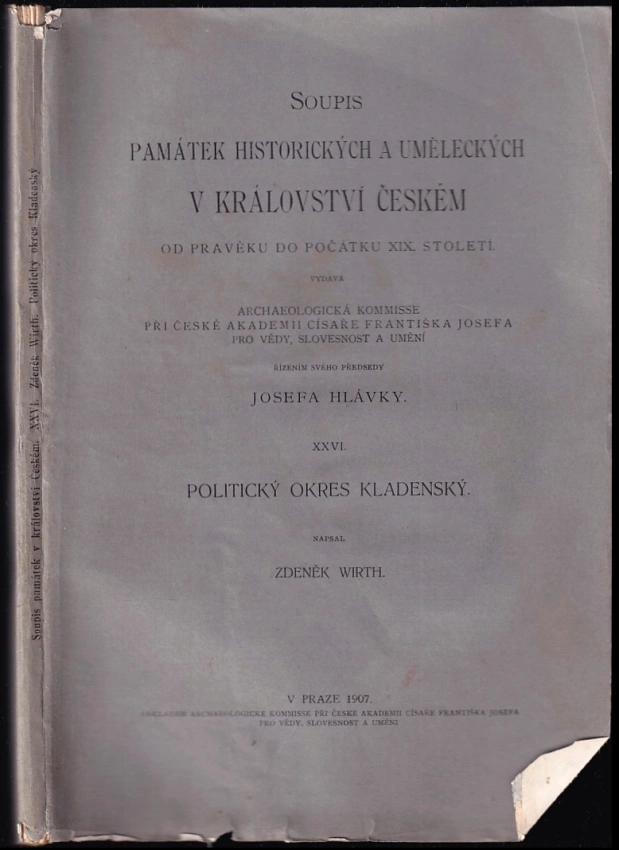 SOUPIS
PAMÁTEK HISTORICKÝCH A UMĚLECKÝCH
V KRÁLOVSTVÍ ČESKÉM
OD PRAVĚKU DO POČÁTKU XIX. STOLETÍ.
VYDÁVÁ
ARCHAEOLOGICKÁ KOMMISSE
PŘI ČESKÉ AKADEMII CÍSAŘE FRANTIŠKA JOSEFA
PRO VĚDY, SLOVESNOST A UMĚNÍ
ŘÍZENÍM SVÉHO PŘEDSEDY
JOSEFA HLÁVKY.
XXVI.
POLITICKÝ OKRES KLADENSKÝ.
NAPSAL
ZDENĚK WIRTH.
V PRAZE 1907.
NÁKLADEM ARCHAEOLOGICKÉ KOMMISSE PŘI ČESKÉ AKADEMII CÍSAŘE FRANTIŠKA JOSEFA
PRO VĚDY, SLOVESNOST A UMĚNÍ
Soupis památek v království Českém. XXVI. Zdeněk Wirth. Politický okres Kladenský